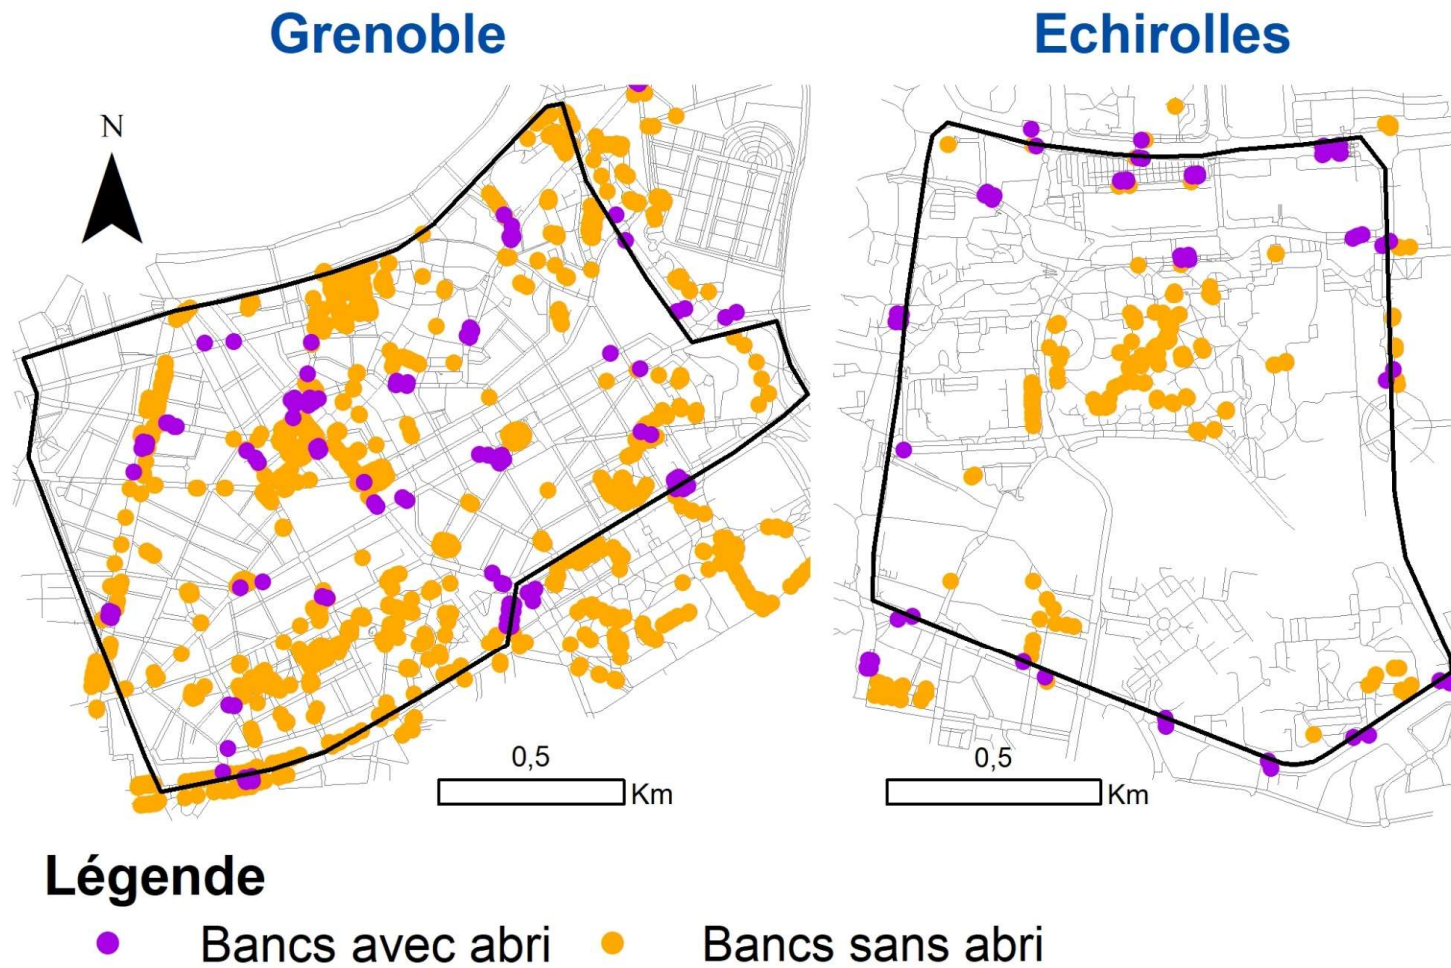 Grenoble
Echirolles
N
0,5
Km
0,5
Km
Légende
Bancs avec abri
Bancs sans abri